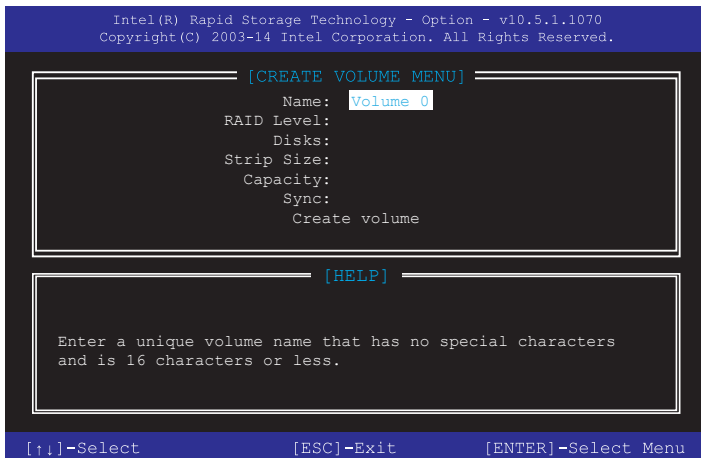 Intel(R) Rapid Storage Technology - Option - v10.5.1.1070
Copyright(C) 2003-14 Intel Corporation. All Rights Reserved.
[CREATE VOLUME MENU]
Name: Volume 0
RAID Level:
Disks:
Strip Size:
Capacity:
Sync:
Create volume
[HELP]
Enter a unique volume name that has no special characters
and is 16 characters or less.
[↑↓]-Select [ESC]-Exit [ENTER]-Select Menu